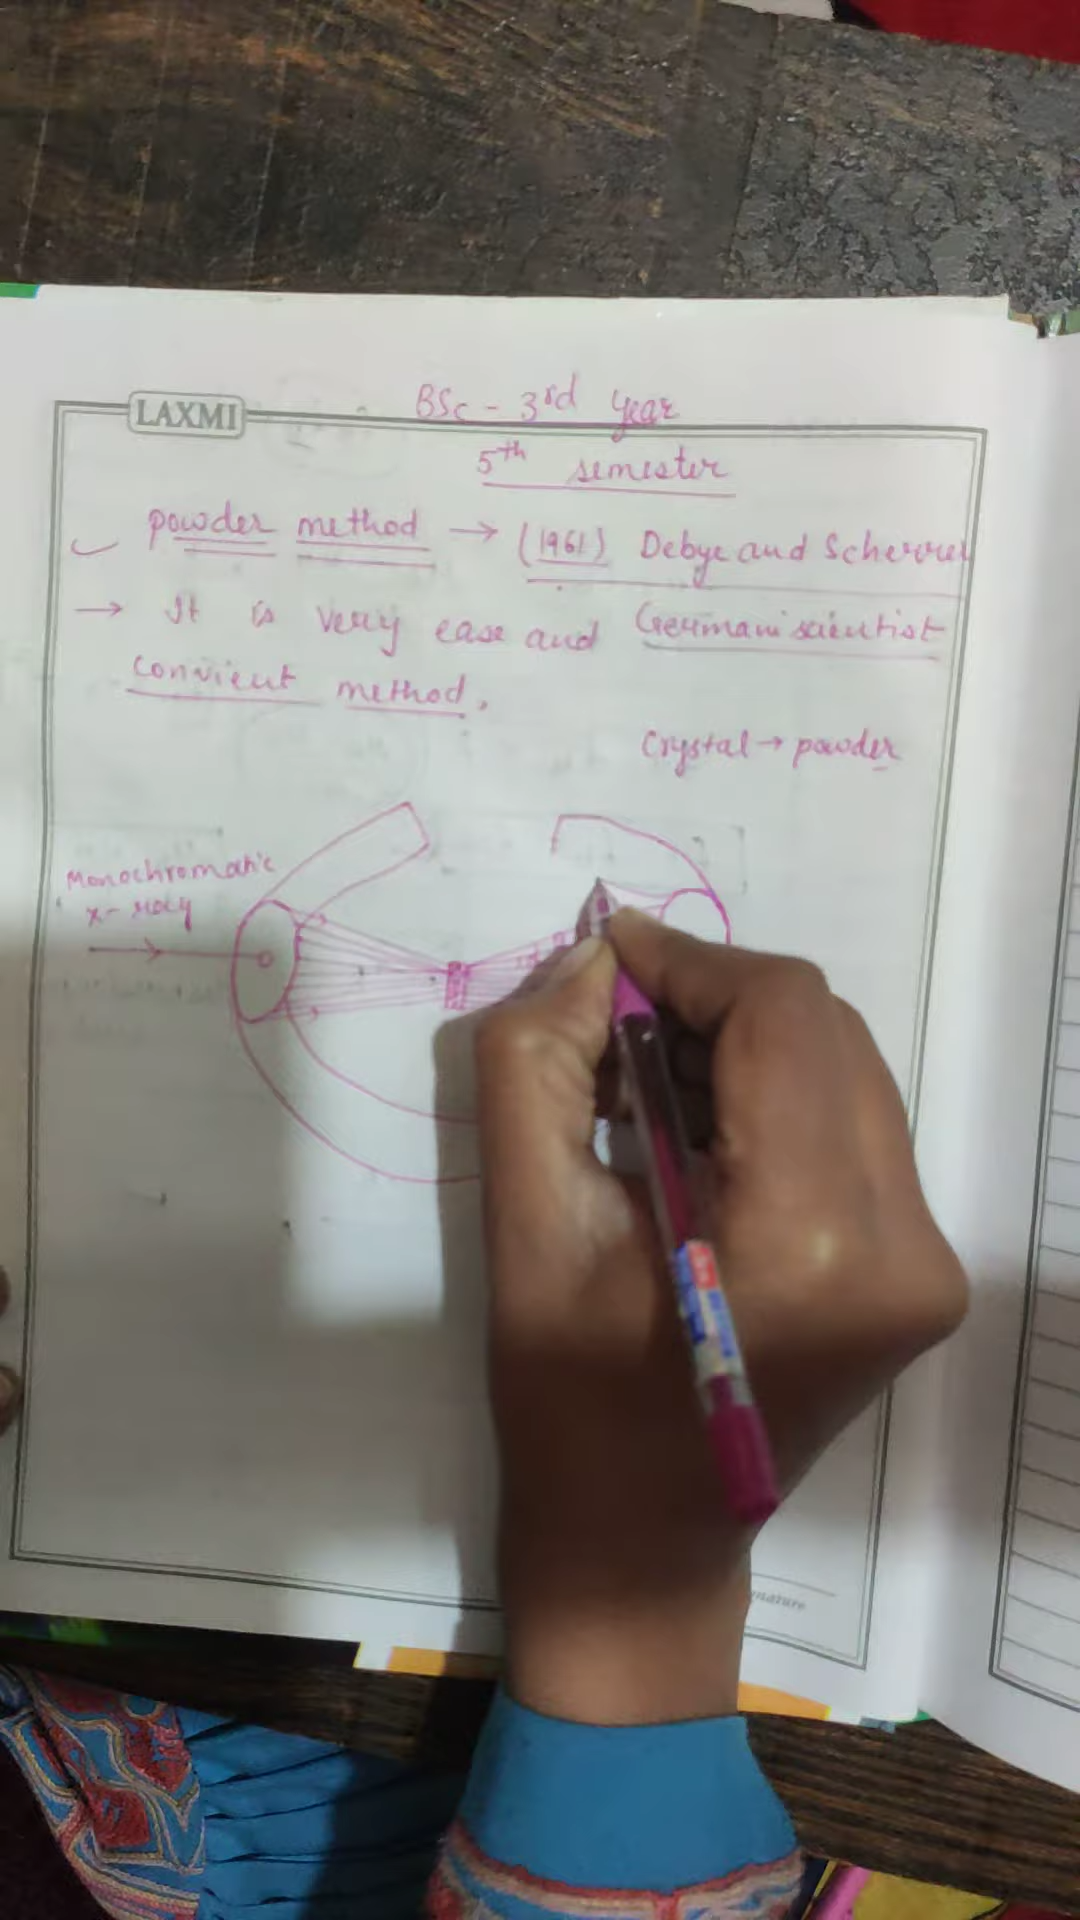 LAXMI
BSc - 3rd year
5th semester
powder method → (1961) Debye and Scherrer
→ It is very ease and Germani scientist
convient method.
Crystal → powder
Monochromatic
x-ray